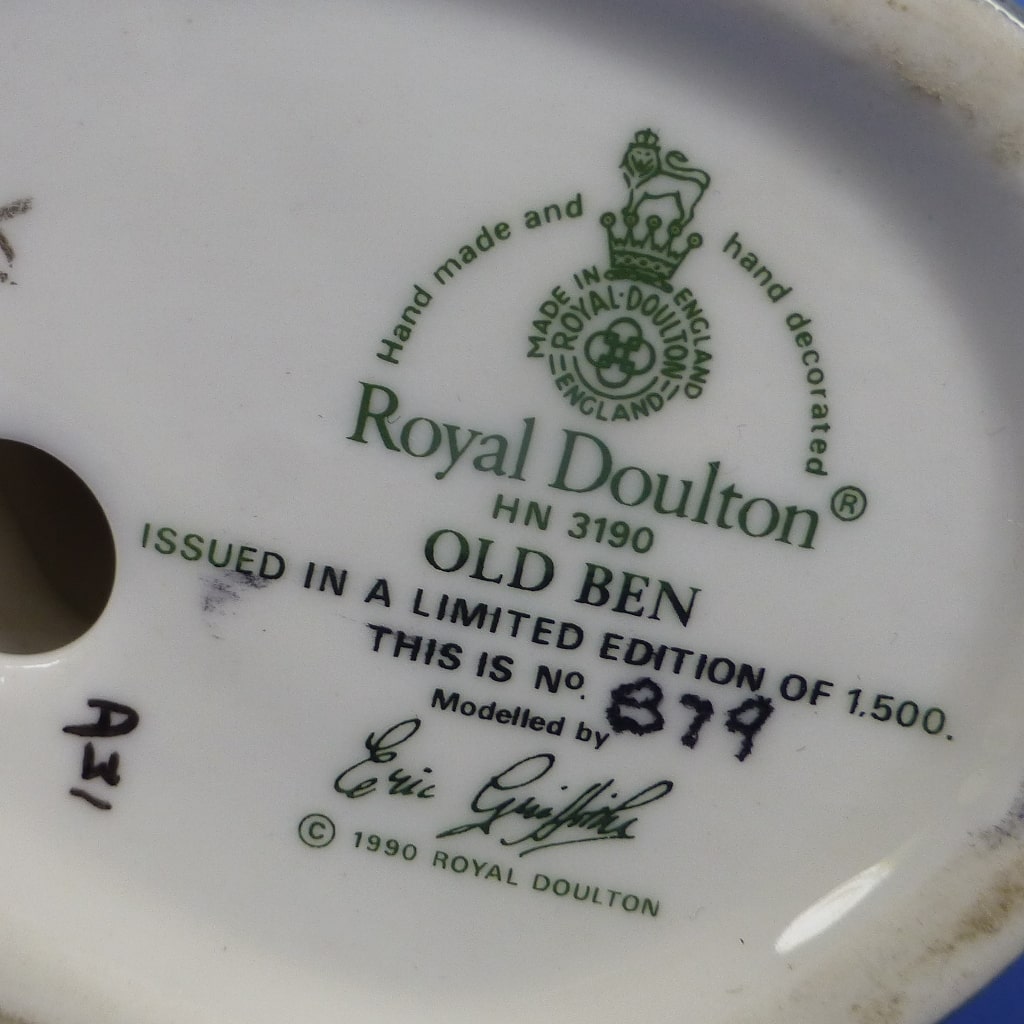 Hand made and hand decorated
MADE IN ENGLAND
ROYAL·DOULTON
ENGLAND
Royal Doulton ®
HN 3190
OLD BEN
ISSUED IN A LIMITED EDITION OF 1.500.
THIS IS No. 879
Modelled by
Eric Griffiths
© 1990 ROYAL DOULTON
A31